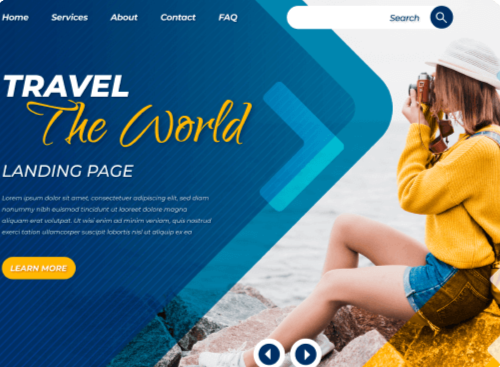 Home Services About Contact FAQ Search
TRAVEL
The World
LANDING PAGE
Lorem ipsum dolor sit amet, consectetuer adipiscing elit, sed diam
nonummy nibh euismod tincidunt ut laoreet dolore magna
aliquam erat volutpat. Ut wisi enim ad minim veniam, quis nostrud
exerci tation ullamcorper suscipit lobortis nisl ut aliquip ex ea
LEARN MORE